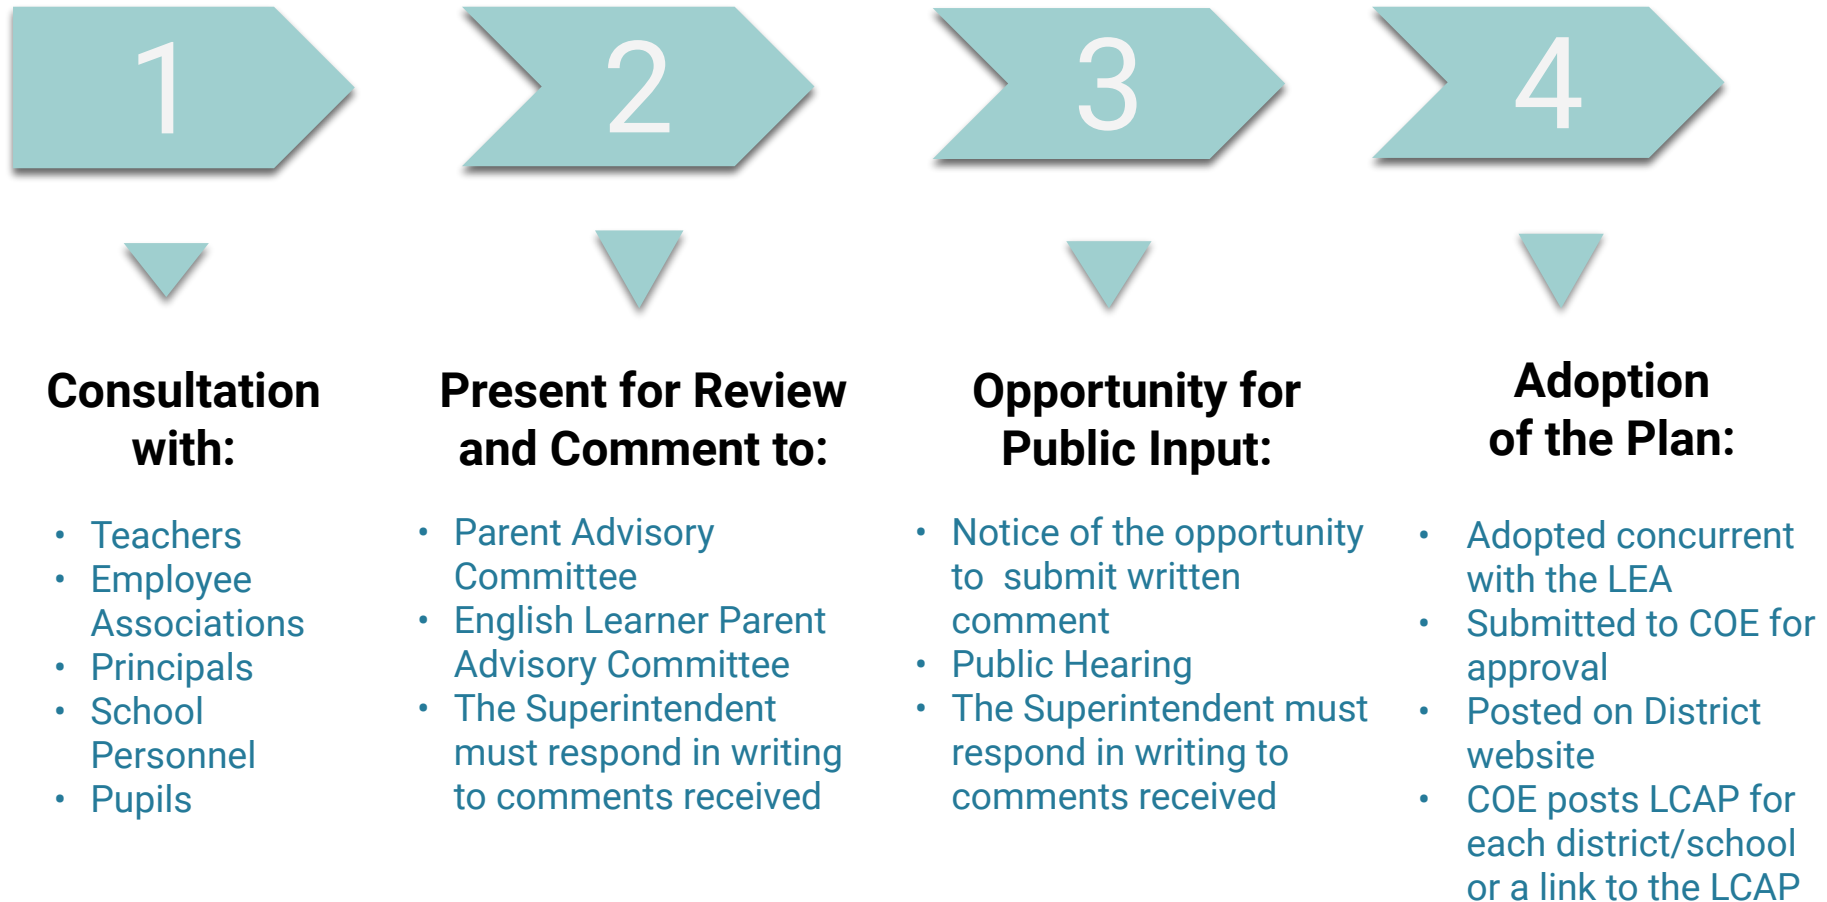 1
2
3
4
Consultation
with:
• Teachers
• Employee
Associations
• Principals
• School
Personnel
• Pupils
Present for Review
and Comment to:
• Parent Advisory
Committee
• English Learner Parent
Advisory Committee
• The Superintendent
must respond in writing
to comments received
Opportunity for
Public Input:
• Notice of the opportunity
to  submit written
comment
• Public Hearing
• The Superintendent must
respond in writing to
comments received
Adoption
of the Plan:
• Adopted concurrent
with the LEA
• Submitted to COE for
approval
• Posted on District
website
• COE posts LCAP for
each district/school
or a link to the LCAP